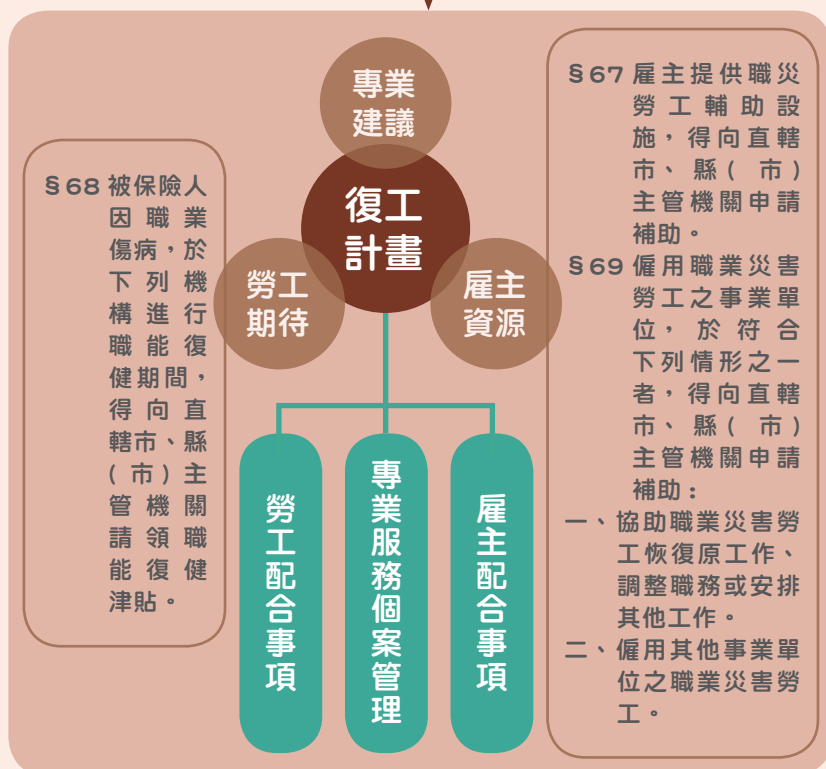 專業
建議
復工
計畫
勞工
期待
雇主
資源
§68 被保險人
因職業
傷病，於
下列機
構進行
職能復
健期間，
得向直
轄市、縣
(市)主
管機關
請領職
能復健
津貼。
§67 雇主提供職災
勞工輔助設
施，得向直轄
市、縣(市)
主管機關申請
補助。
§69 僱用職業災害
勞工之事業單
位，於符合
下列情形之一
者，得向直轄
市、縣(市)
主管機關申請
補助：
一、協助職業災害勞
工恢復原工作、
調整職務或安排
其他工作。
二、僱用其他事業單
位之職業災害勞
工。
勞工配合事項
專業服務個案管理
雇主配合事項